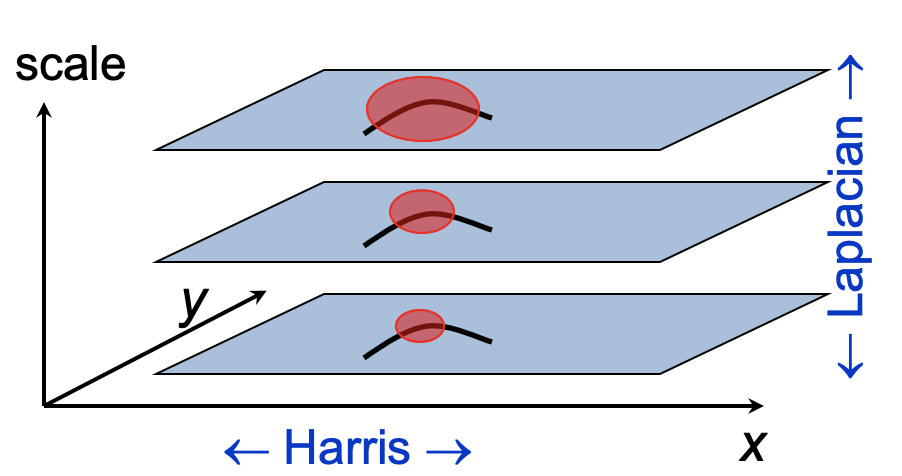 scale
← Laplacian →
y
← Harris →
x